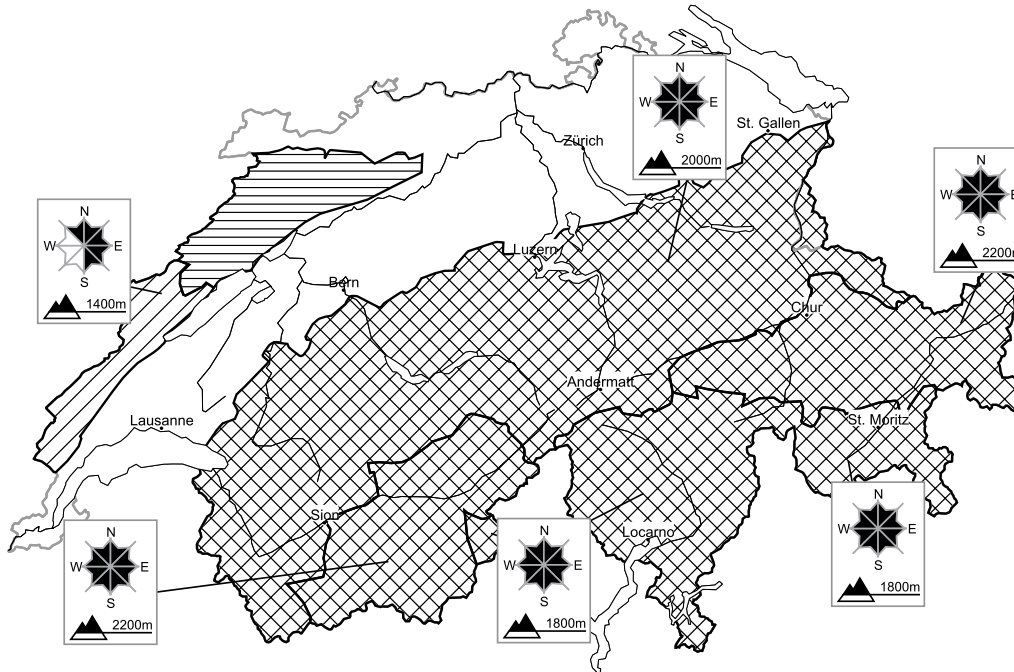 N
W E
S
2000m
St. Gallen
Zürich
N
W E
S
2200m
N
W E
S
1400m
Luzern
Bern
Chur
Andermatt
Lausanne
St. Moritz
N
W E
S
1800m
Sion
Locarno
N
W E
S
2200m
N
W E
S
1800m